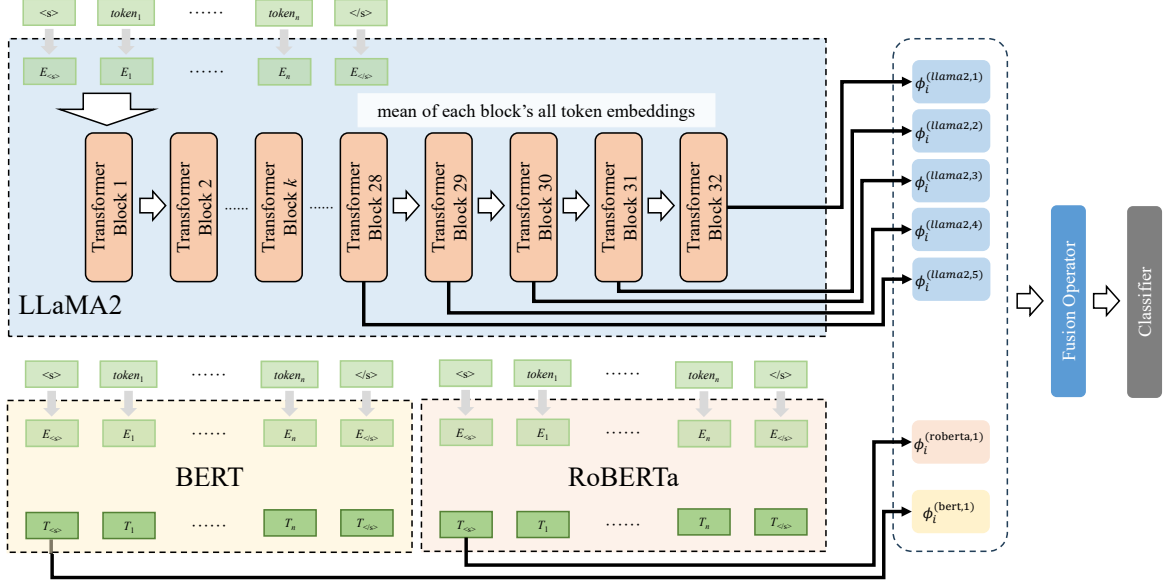 <s> token₁ ...... tokenₙ </s>
E<s> E₁ ...... Eₙ E</s>
mean of each block's all token embeddings
Transformer Block 1
Transformer Block 2
......
Transformer Block k
......
Transformer Block 28
Transformer Block 29
Transformer Block 30
Transformer Block 31
Transformer Block 32
LLaMA2
ϕᵢ^(llama2,1)
ϕᵢ^(llama2,2)
ϕᵢ^(llama2,3)
ϕᵢ^(llama2,4)
ϕᵢ^(llama2,5)
Fusion Operator
Classifier
<s> token₁ ...... tokenₙ </s>
E<s> E₁ ...... Eₙ E</s>
BERT
T<s> T₁ ...... Tₙ T</s>
<s> token₁ ...... tokenₙ </s>
E<s> E₁ ...... Eₙ E</s>
RoBERTa
T<s> T₁ ...... Tₙ T</s>
ϕᵢ^(roberta,1)
ϕᵢ^(bert,1)